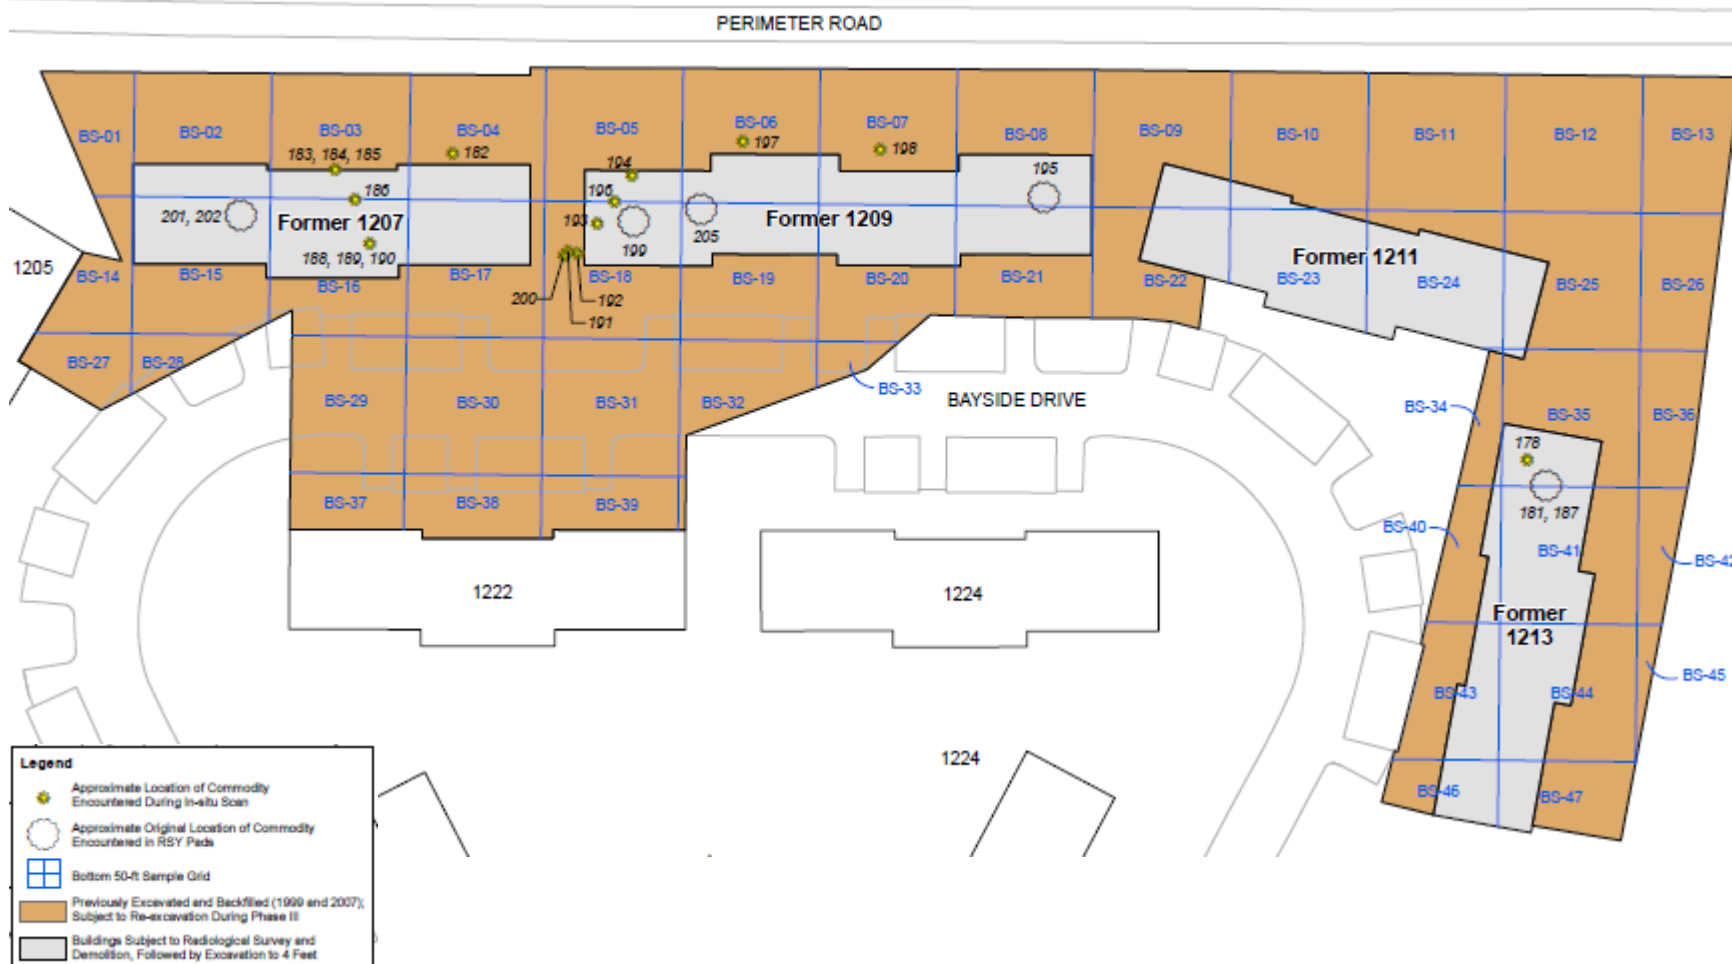 PERIMETER ROAD
BS-01
BS-02
BS-03
BS-04
BS-05
BS-06
BS-07
BS-08
BS-09
BS-10
BS-11
BS-12
BS-13
183, 184, 185
182
197
198
194
195
186
196
201, 202
Former 1207
193
199
205
Former 1209
188, 189, 190
Former 1211
1205
BS-14
BS-15
BS-16
BS-17
BS-18
BS-19
BS-20
BS-21
BS-22
BS-23
BS-24
BS-25
BS-26
200
192
191
BS-27
BS-28
BS-29
BS-30
BS-31
BS-32
BS-33
BAYSIDE DRIVE
BS-34
BS-35
BS-36
178
181, 187
BS-37
BS-38
BS-39
BS-40
BS-41
BS-42
1222
1224
Former
1213
BS-43
BS-44
BS-45
1224
BS-46
BS-47
Legend
Approximate Location of Commodity
Encountered During In-situ Scan
Approximate Original Location of Commodity
Encountered in RSY Pads
Bottom 50-ft Sample Grid
Previously Excavated and Backfilled (1999 and 2007);
Subject to Re-excavation During Phase III
Buildings Subject to Radiological Survey and
Demolition, Followed by Excavation to 4 Feet